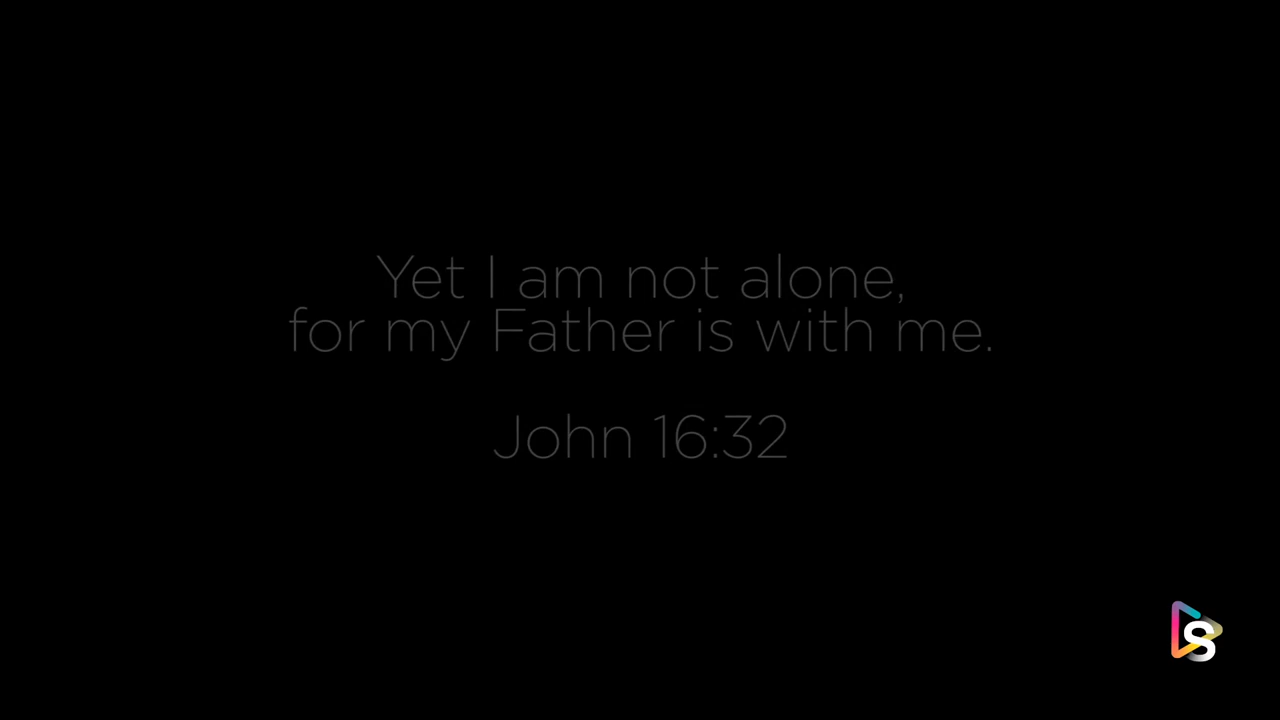 Yet I am not alone,
for my Father is with me.
John 16:32
S